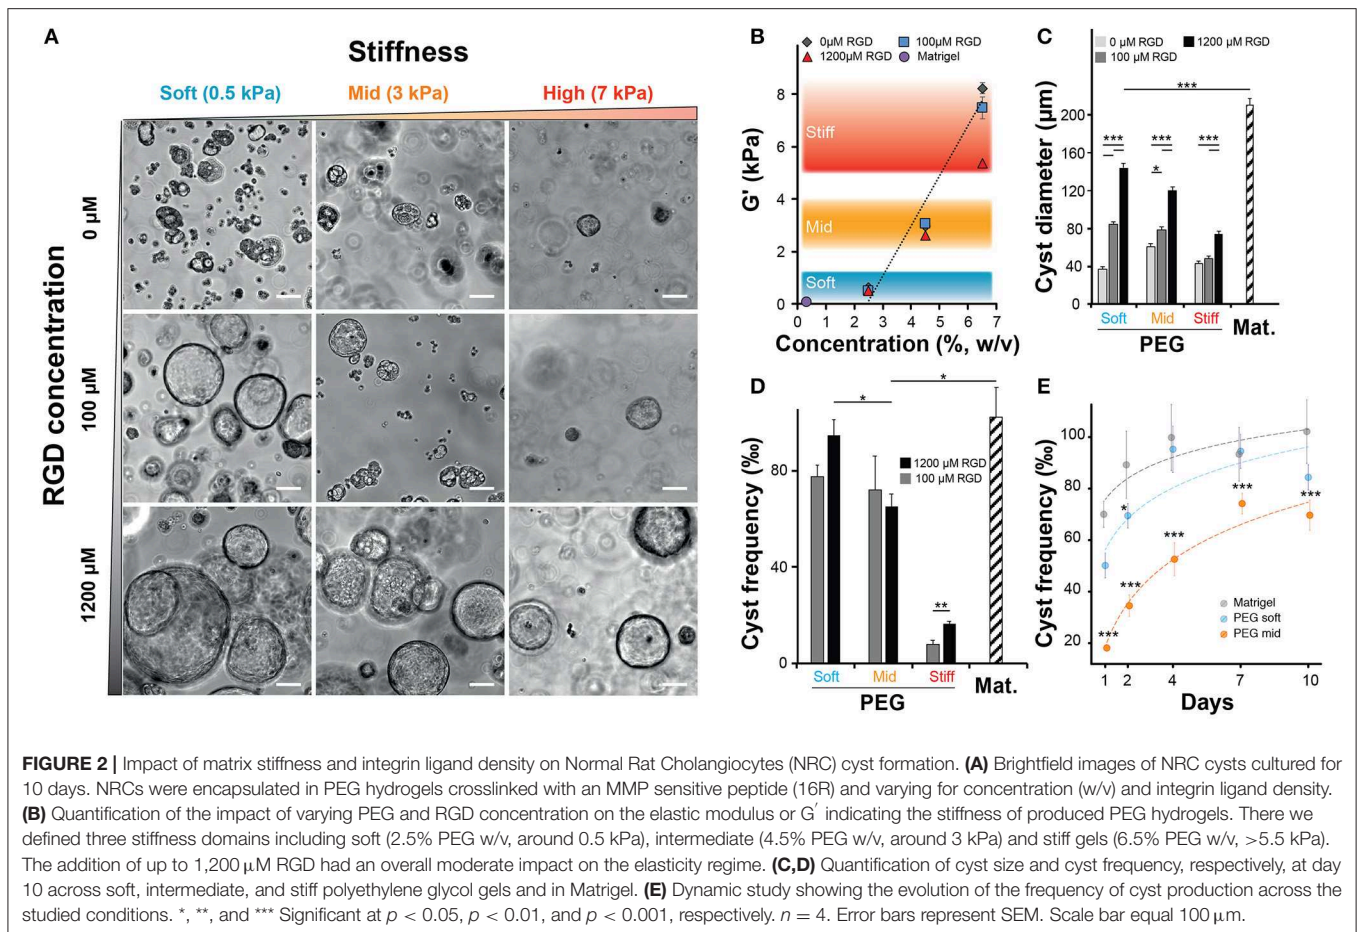 A
Stiffness
Soft (0.5 kPa)
Mid (3 kPa)
High (7 kPa)
RGD concentration
0 µM
100 µM
1200 µM
B
0µM RGD
100µM RGD
1200µM RGD
Matrigel
G' (kPa)
8
6
4
2
0
Stiff
Mid
Soft
0 1 2 3 4 5 6 7
Concentration (%, w/v)
C
0 µM RGD
1200 µM RGD
100 µM RGD
Cyst diameter (µm)
200
160
120
80
40
0
***
***
***
*
***
Soft
Mid
Stiff
Mat.
PEG
D
Cyst frequency (‰)
80
40
0
*
*
1200 µM RGD
100 µM RGD
**
Soft
Mid
Stiff
Mat.
PEG
E
Cyst frequency (‰)
100
80
60
40
20
*
***
***
***
***
***
Matrigel
PEG soft
PEG mid
1 2 4 7 10
Days
FIGURE 2 | Impact of matrix stiffness and integrin ligand density on Normal Rat Cholangiocytes (NRC) cyst formation. (A) Brightfield images of NRC cysts cultured for
10 days. NRCs were encapsulated in PEG hydrogels crosslinked with an MMP sensitive peptide (16R) and varying for concentration (w/v) and integrin ligand density.
(B) Quantification of the impact of varying PEG and RGD concentration on the elastic modulus or G′ indicating the stiffness of produced PEG hydrogels. There we
defined three stiffness domains including soft (2.5% PEG w/v, around 0.5 kPa), intermediate (4.5% PEG w/v, around 3 kPa) and stiff gels (6.5% PEG w/v, >5.5 kPa).
The addition of up to 1,200 µM RGD had an overall moderate impact on the elasticity regime. (C,D) Quantification of cyst size and cyst frequency, respectively, at day
10 across soft, intermediate, and stiff polyethylene glycol gels and in Matrigel. (E) Dynamic study showing the evolution of the frequency of cyst production across the
studied conditions. *, **, and *** Significant at p < 0.05, p < 0.01, and p < 0.001, respectively. n = 4. Error bars represent SEM. Scale bar equal 100 µm.